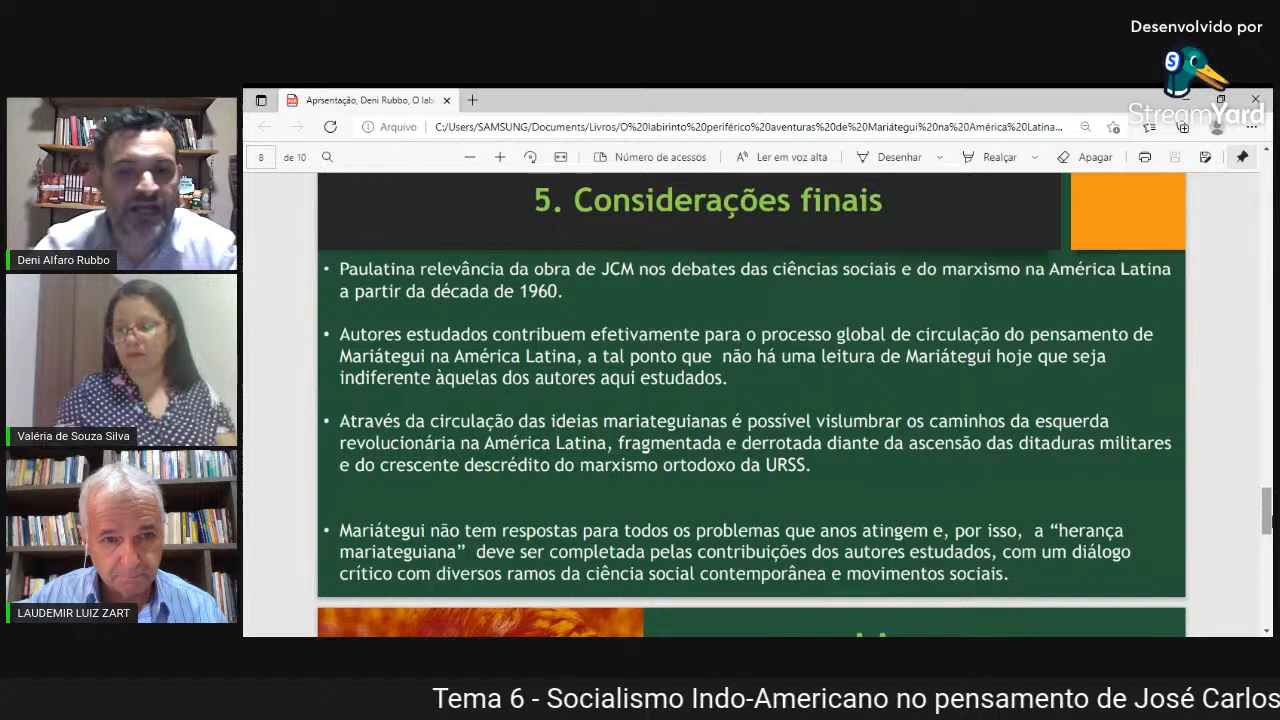 Desenvolvido por
StreamYard
Aprsentação, Deni Rubbo, O lab
Arquivo
C:/Users/SAMSUNG/Documents/Livros/O%20labirinto%20periférico%20aventuras%20de%20Mariátegui%20na%20América%20Latina...
8 de 10
Número de acessos
Ler em voz alta
Desenhar
Realçar
Apagar
5. Considerações finais
• Paulatina relevância da obra de JCM nos debates das ciências sociais e do marxismo na América Latina
a partir da década de 1960.
• Autores estudados contribuem efetivamente para o processo global de circulação do pensamento de
Mariátegui na América Latina, a tal ponto que não há uma leitura de Mariátegui hoje que seja
indiferente àquelas dos autores aqui estudados.
• Através da circulação das ideias mariateguianas é possível vislumbrar os caminhos da esquerda
revolucionária na América Latina, fragmentada e derrotada diante da ascensão das ditaduras militares
e do crescente descrédito do marxismo ortodoxo da URSS.
• Mariátegui não tem respostas para todos os problemas que anos atingem e, por isso, a “herança
mariateguiana” deve ser completada pelas contribuições dos autores estudados, com um diálogo
crítico com diversos ramos da ciência social contemporânea e movimentos sociais.
Deni Alfaro Rubbo
Valéria de Souza Silva
LAUDEMIR LUIZ ZART
Tema 6 - Socialismo Indo-Americano no pensamento de José Carlos